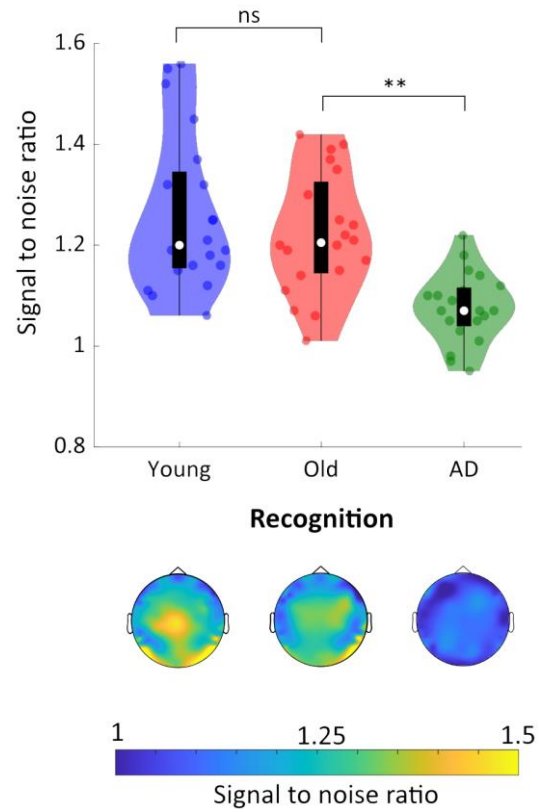 ns
1.6
**
1.4
1.2
1
0.8
Signal to noise ratio
Young Old AD
Recognition
1 1.25 1.5
Signal to noise ratio